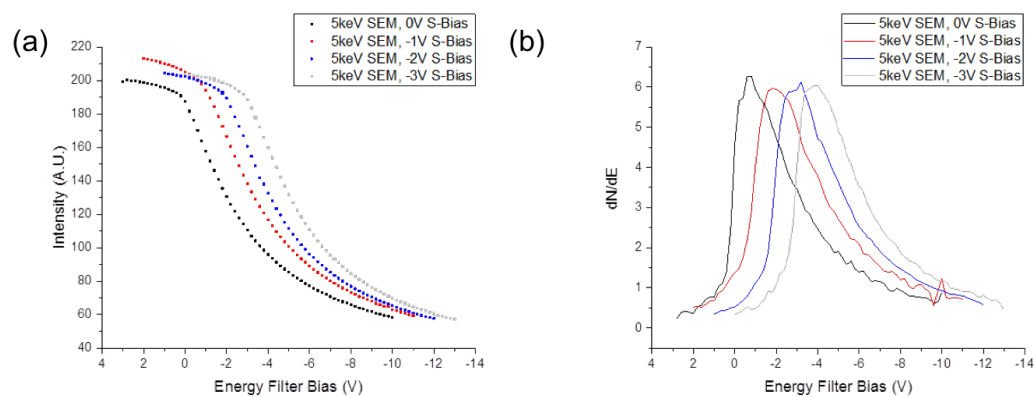 (a)
5keV SEM, 0V S-Bias
5keV SEM, -1V S-Bias
5keV SEM, -2V S-Bias
5keV SEM, -3V S-Bias
Intensity (A.U.)
220
200
180
160
140
120
100
80
60
40
4 2 0 -2 -4 -6 -8 -10 -12 -14
Energy Filter Bias (V)
(b)
5keV SEM, 0V S-Bias
5keV SEM, -1V S-Bias
5keV SEM, -2V S-Bias
5keV SEM, -3V S-Bias
dN/dE
7
6
5
4
3
2
1
0
4 2 0 -2 -4 -6 -8 -10 -12 -14
Energy Filter Bias (V)